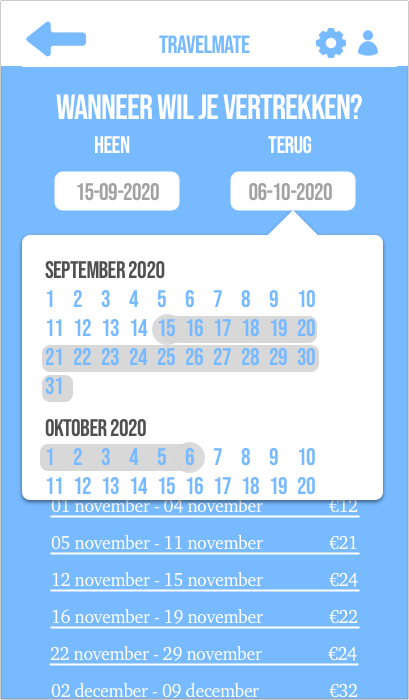 TRAVELMATE
WANNEER WIL JE VERTREKKEN?
HEEN TERUG
15-09-2020 06-10-2020
SEPTEMBER 2020
1 2 3 4 5 6 7 8 9 10
11 12 13 14 15 16 17 18 19 20
21 22 23 24 25 26 27 28 29 30
31
OKTOBER 2020
1 2 3 4 5 6 7 8 9 10
11 12 13 14 15 16 17 18 19 20
01 november - 04 november €12
05 november - 11 november €21
12 november - 15 november €24
16 november - 19 november €22
22 november - 29 november €24
02 december - 09 december €32